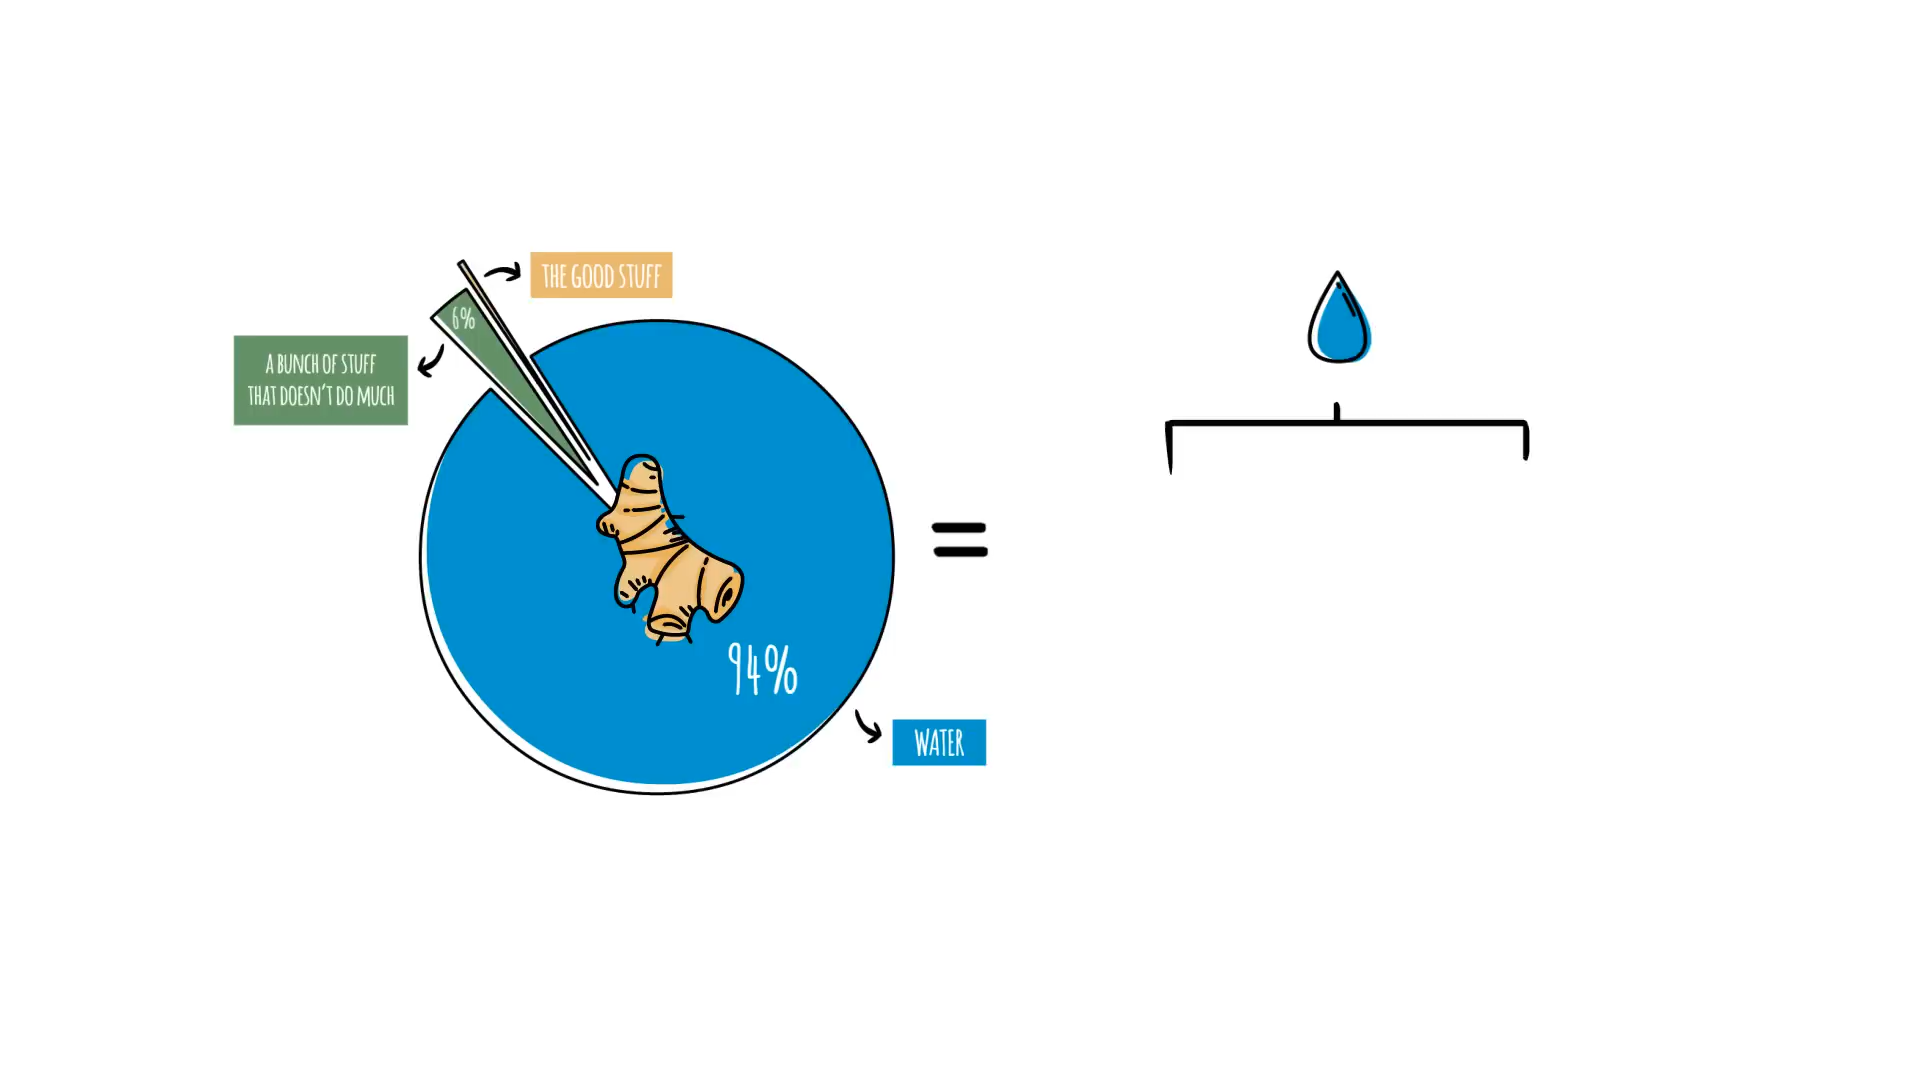 THE GOOD STUFF
6%
A BUNCH OF STUFF
THAT DOESN'T DO MUCH
=
94%
WATER